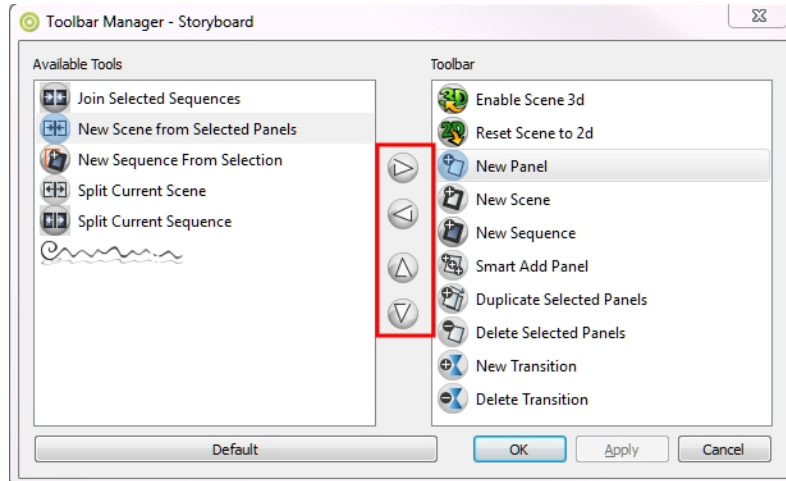 Toolbar Manager - Storyboard
Available Tools
Join Selected Sequences
New Scene from Selected Panels
New Sequence From Selection
Split Current Scene
Split Current Sequence
Toolbar
3D Enable Scene 3d
2D Reset Scene to 2d
New Panel
New Scene
New Sequence
Smart Add Panel
Duplicate Selected Panels
Delete Selected Panels
New Transition
Delete Transition
Default
OK
Apply
Cancel